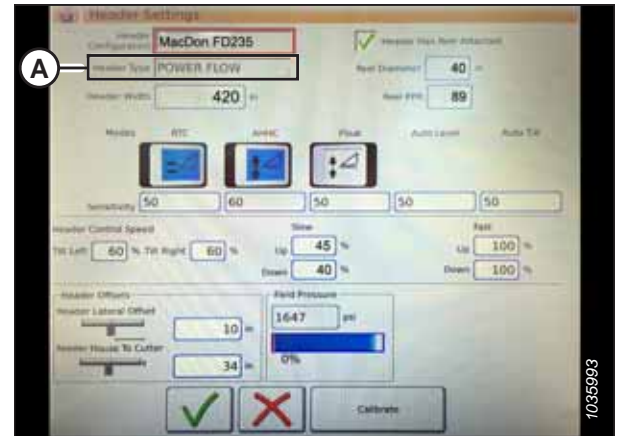 Header Settings
Header Configuration MacDon FD235
Header Has Reel Attached
A
Header Type POWER FLOW
Reel Diameter 40 in
Header Width 420 in
Reel PPR 89
Modes RTC AHHC Float Auto Level Auto Tilt
Sensitivity 50 60 50 50 50
Header Control Speed
Slow
Fast
Tilt Left 60 % Tilt Right 60 %
Up 45 %
Up 100 %
Down 40 %
Down 100 %
Header Offsets
Header Lateral Offset
10 in
Feeder House To Cutter
34 in
Field Pressure
1647 psi
0%
Calibrate
1035993